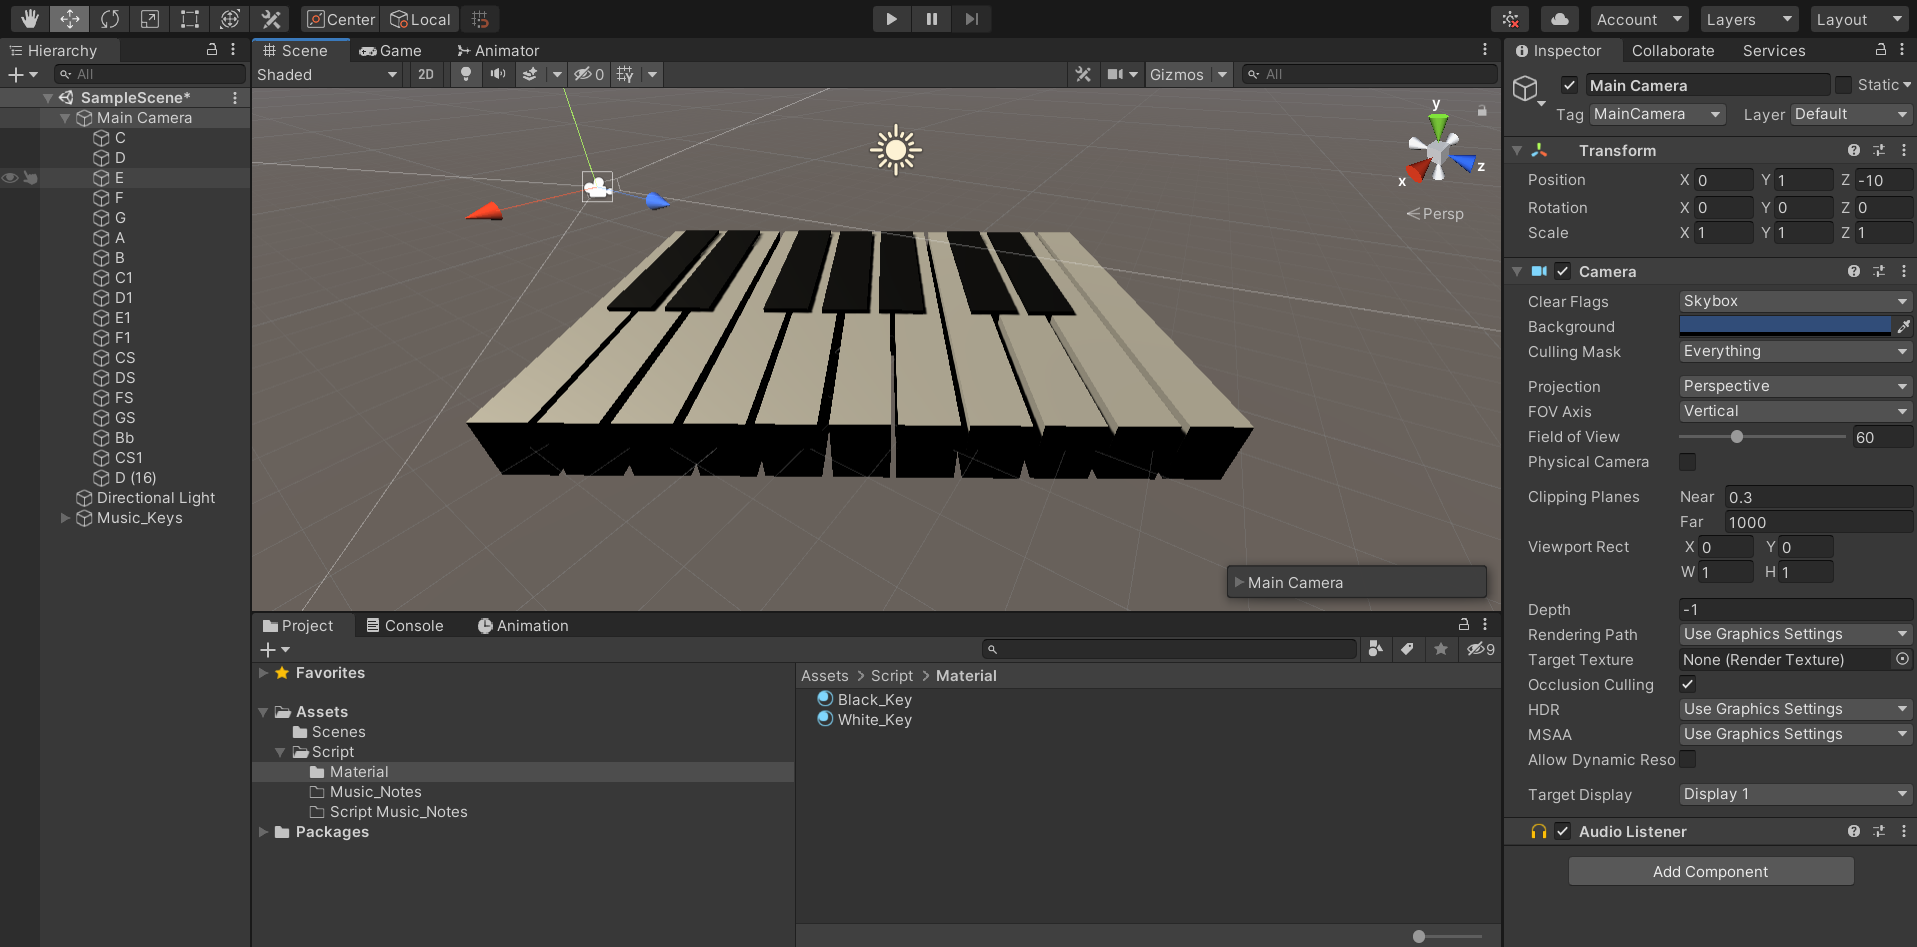 Center Local Account Layers Layout
Hierarchy
All
SampleScene*
Main Camera
C
D
E
F
G
A
B
C1
D1
E1
F1
CS
DS
FS
GS
Bb
CS1
D (16)
Directional Light
Music_Keys
Scene Game Animator
Shaded 2D 0 Gizmos All
y
x
z
Persp
Main Camera
Project Console Animation
9
Favorites
Assets
Scenes
Script
Material
Music_Notes
Script Music_Notes
Packages
Assets > Script > Material
Black_Key
White_Key
Inspector Collaborate Services
Main Camera Static
Tag MainCamera Layer Default
Transform
Position X 0 Y 1 Z -10
Rotation X 0 Y 0 Z 0
Scale X 1 Y 1 Z 1
Camera
Clear Flags Skybox
Background
Culling Mask Everything
Projection Perspective
FOV Axis Vertical
Field of View 60
Physical Camera
Clipping Planes Near 0.3
Far 1000
Viewport Rect X 0 Y 0
W 1 H 1
Depth -1
Rendering Path Use Graphics Settings
Target Texture None (Render Texture)
Occlusion Culling
HDR Use Graphics Settings
MSAA Use Graphics Settings
Allow Dynamic Reso
Target Display Display 1
Audio Listener
Add Component